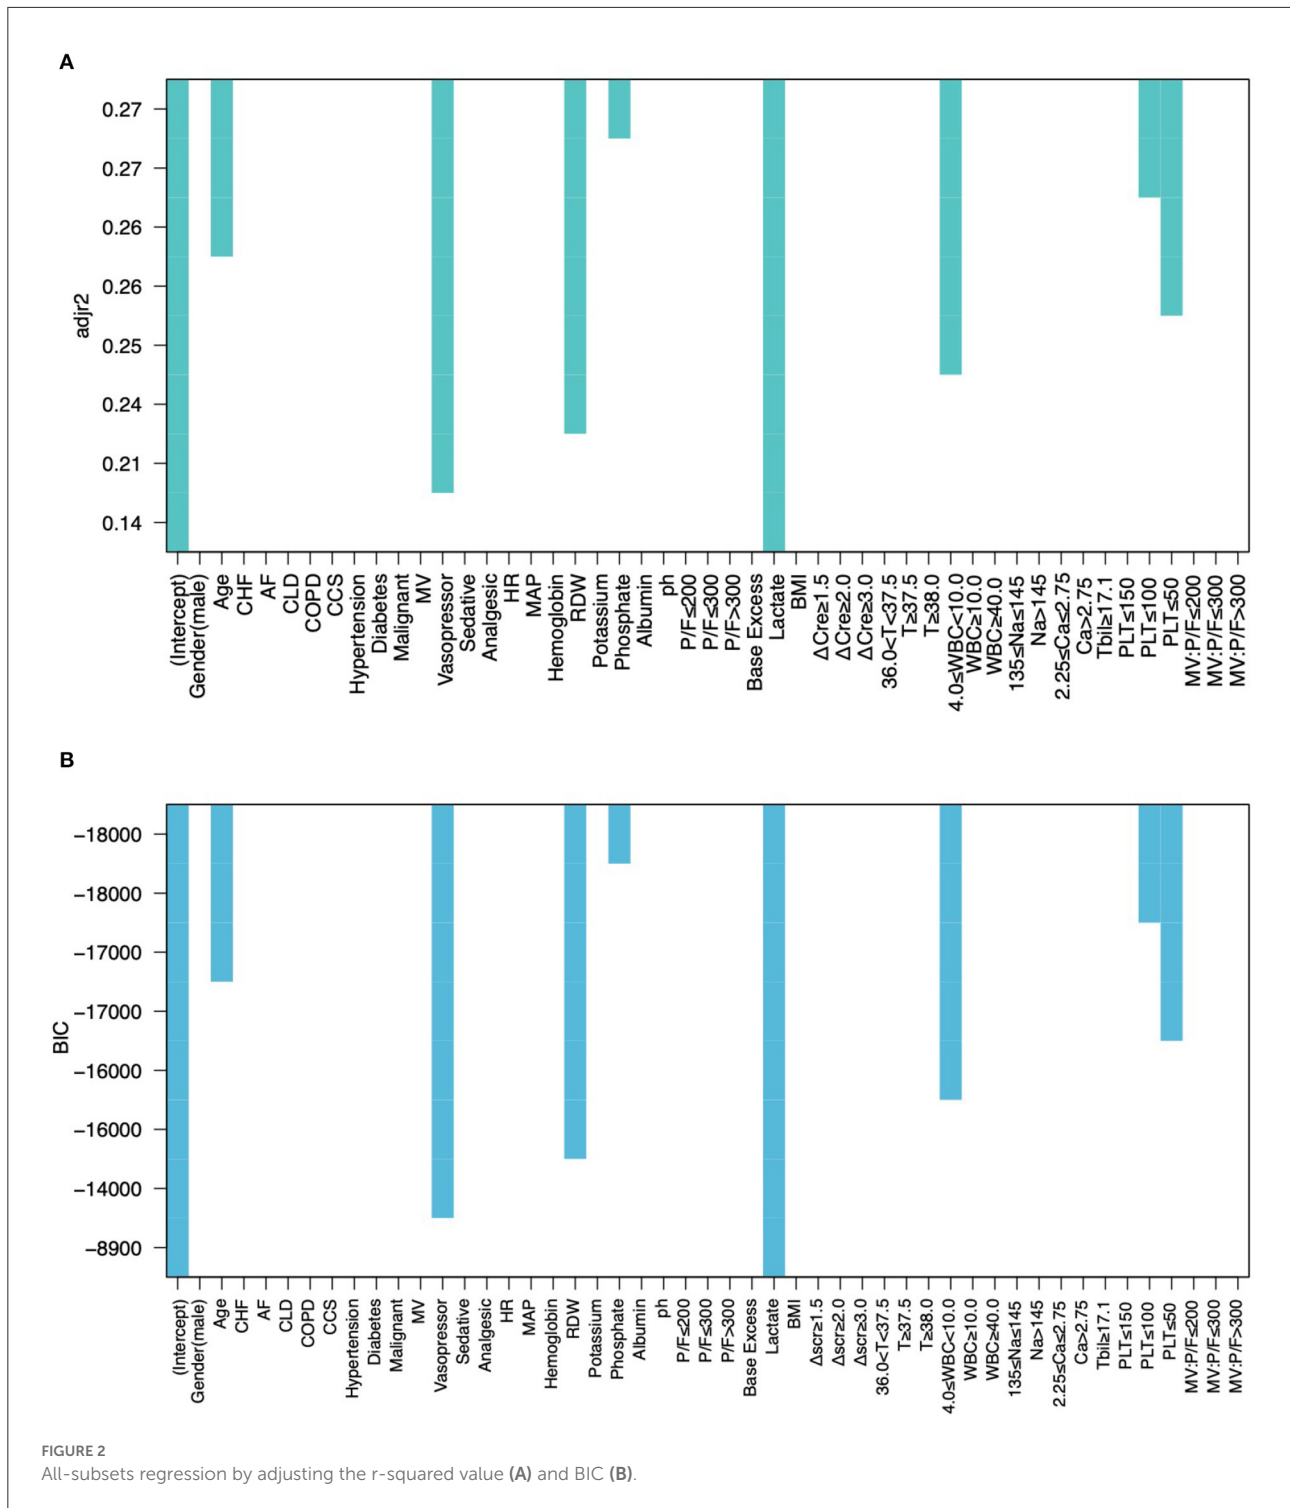 A
0.27
0.27
0.26
0.26
0.25
0.24
0.21
0.14
adjr2
(Intercept)
Gender(male)
Age
CHF
AF
CLD
COPD
CCS
Hypertension
Diabetes
Malignant
MV
Vasopressor
Sedative
Analgesic
HR
MAP
Hemoglobin
RDW
Potassium
Phosphate
Albumin
ph
P/F≤200
P/F≤300
P/F>300
Base Excess
Lactate
BMI
ΔCre≥1.5
ΔCre≥2.0
ΔCre≥3.0
36.0<T<37.5
T≥37.5
T≥38.0
4.0≤WBC<10.0
WBC≥10.0
WBC≥40.0
135≤Na≤145
Na>145
2.25≤Ca≤2.75
Ca>2.75
Tbil≥17.1
PLT≤150
PLT≤100
PLT≤50
MV:P/F≤200
MV:P/F≤300
MV:P/F>300
B
−18000
−18000
−17000
−17000
−16000
−16000
−14000
−8900
BIC
(Intercept)
Gender(male)
Age
CHF
AF
CLD
COPD
CCS
Hypertension
Diabetes
Malignant
MV
Vasopressor
Sedative
Analgesic
HR
MAP
Hemoglobin
RDW
Potassium
Phosphate
Albumin
ph
P/F≤200
P/F≤300
P/F>300
Base Excess
Lactate
BMI
Δscr≥1.5
Δscr≥2.0
Δscr≥3.0
36.0<T<37.5
T≥37.5
T≥38.0
4.0≤WBC<10.0
WBC≥10.0
WBC≥40.0
135≤Na≤145
Na>145
2.25≤Ca≤2.75
Ca>2.75
Tbil≥17.1
PLT≤150
PLT≤100
PLT≤50
MV:P/F≤200
MV:P/F≤300
MV:P/F>300
FIGURE 2
All-subsets regression by adjusting the r-squared value (A) and BIC (B).